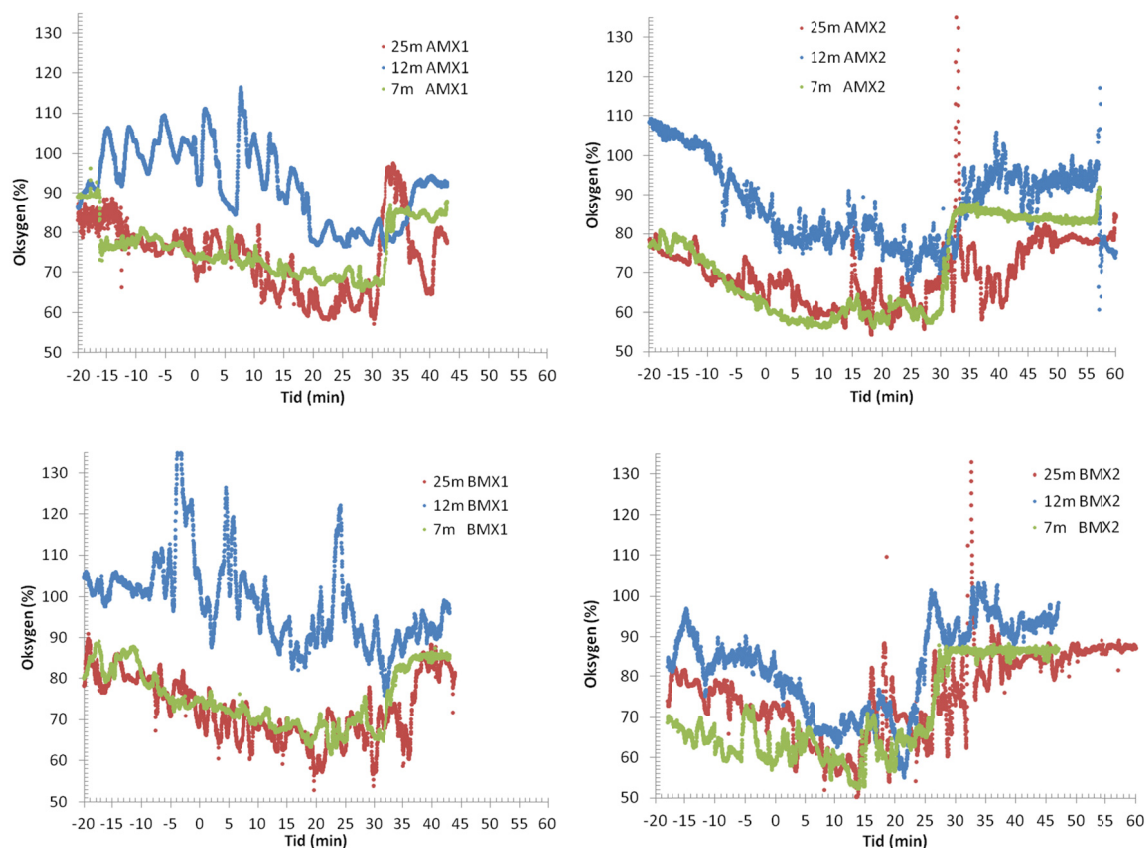 130
120
110
100
90
80
70
60
50
Oksygen (%)
25m AMX1
12m AMX1
7m AMX1
-20 -15 -10 -5 0 5 10 15 20 25 30 35 40 45 50 55 60
Tid (min)
130
120
110
100
90
80
70
60
50
Oksygen (%)
25m AMX2
12m AMX2
7m AMX2
-20 -15 -10 -5 0 5 10 15 20 25 30 35 40 45 50 55 60
Tid (min)
130
120
110
100
90
80
70
60
50
Oksygen (%)
25m BMX1
12m BMX1
7m BMX1
-20 -15 -10 -5 0 5 10 15 20 25 30 35 40 45 50 55 60
Tid (min)
130
120
110
100
90
80
70
60
50
Oksygen (%)
25m BMX2
12m BMX2
7m BMX2
-20 -15 -10 -5 0 5 10 15 20 25 30 35 40 45 50 55 60
Tid (min)